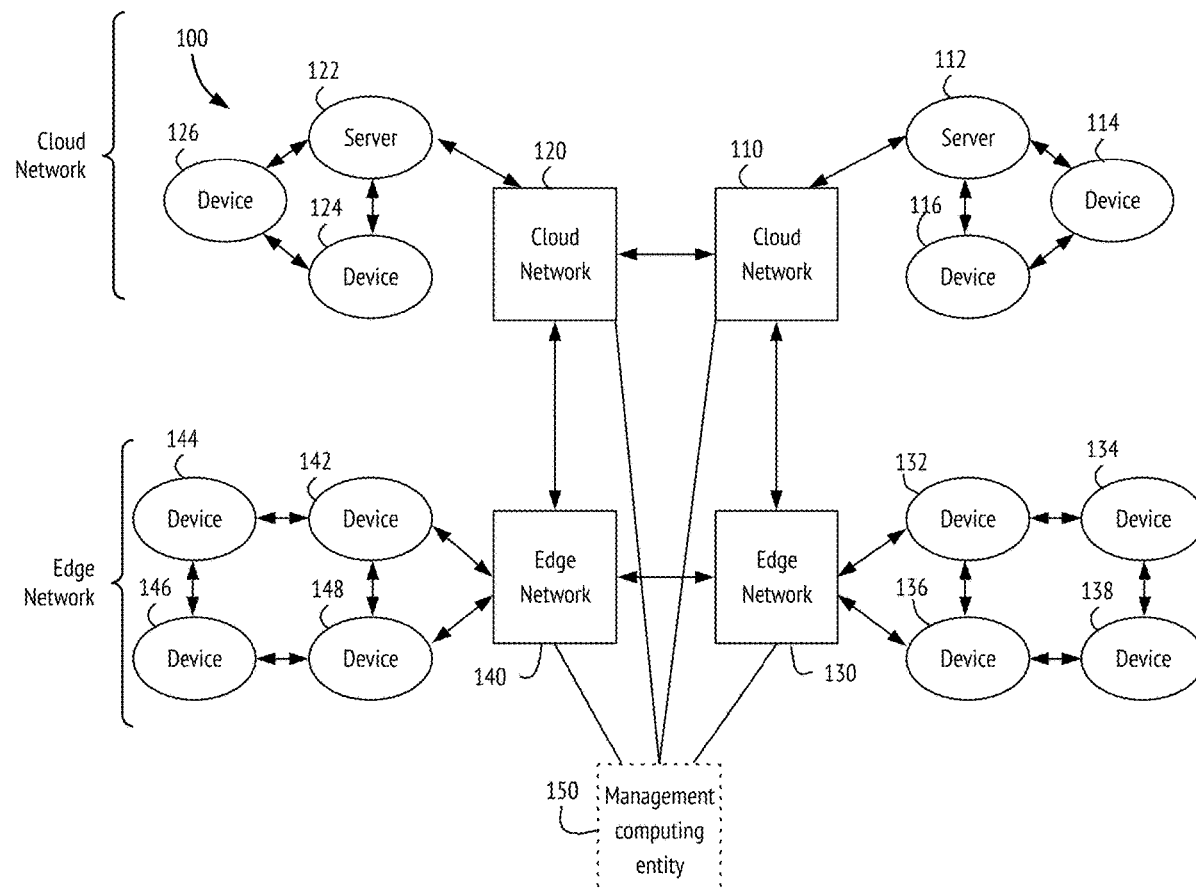 100
122
112
Cloud
Network
126
Server
120
110
Server
114
Device
124
Cloud
Network
Cloud
Network
116
Device
Device
Device
144
142
132
134
Device
Device
Edge
Network
Edge
Network
Device
Device
Edge
Network
146
148
136
138
Device
Device
140
130
Device
Device
150
Management
computing
entity